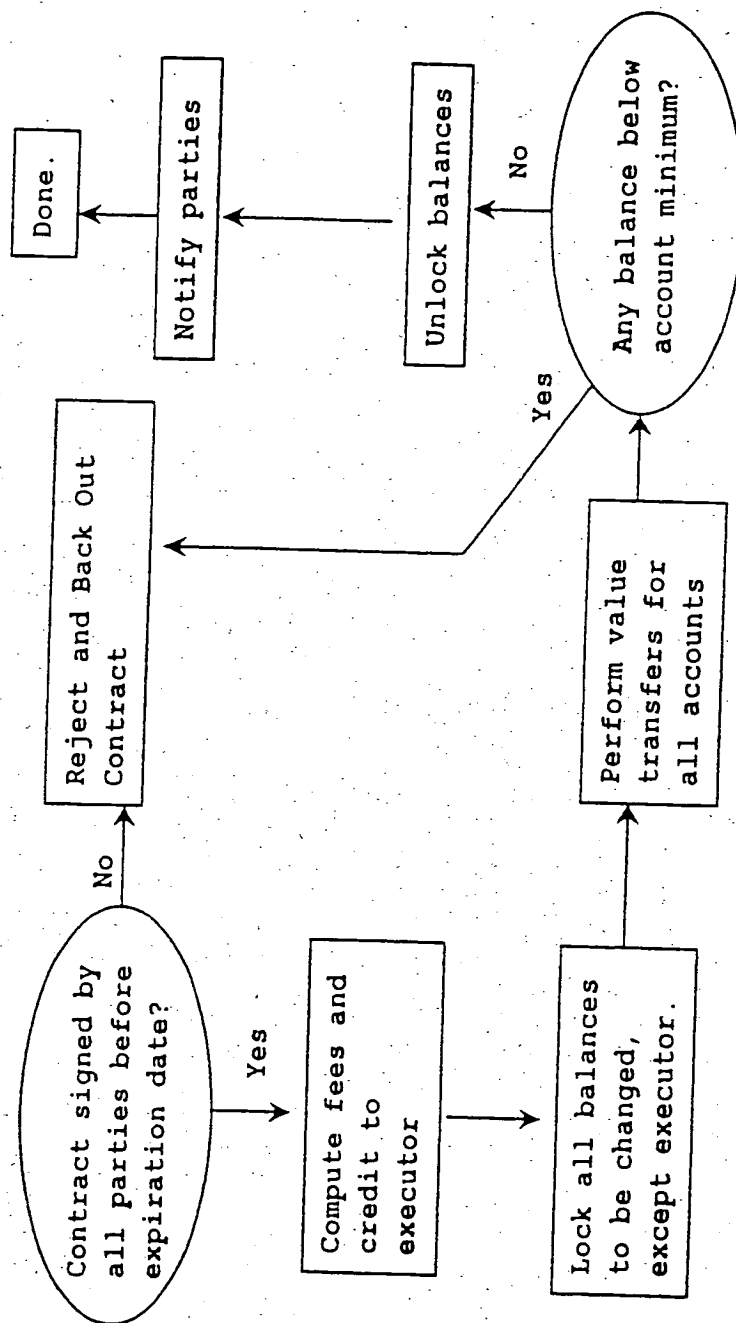 Contract signed by
all parties before
expiration date?
No
Reject and Back Out
Contract
Yes
Compute fees and
credit to
executor
Lock all balances
to be changed,
except executor.
Perform value
transfers for
all accounts
Any balance below
account minimum?
Yes
No
Unlock balances
Notify parties
Done.